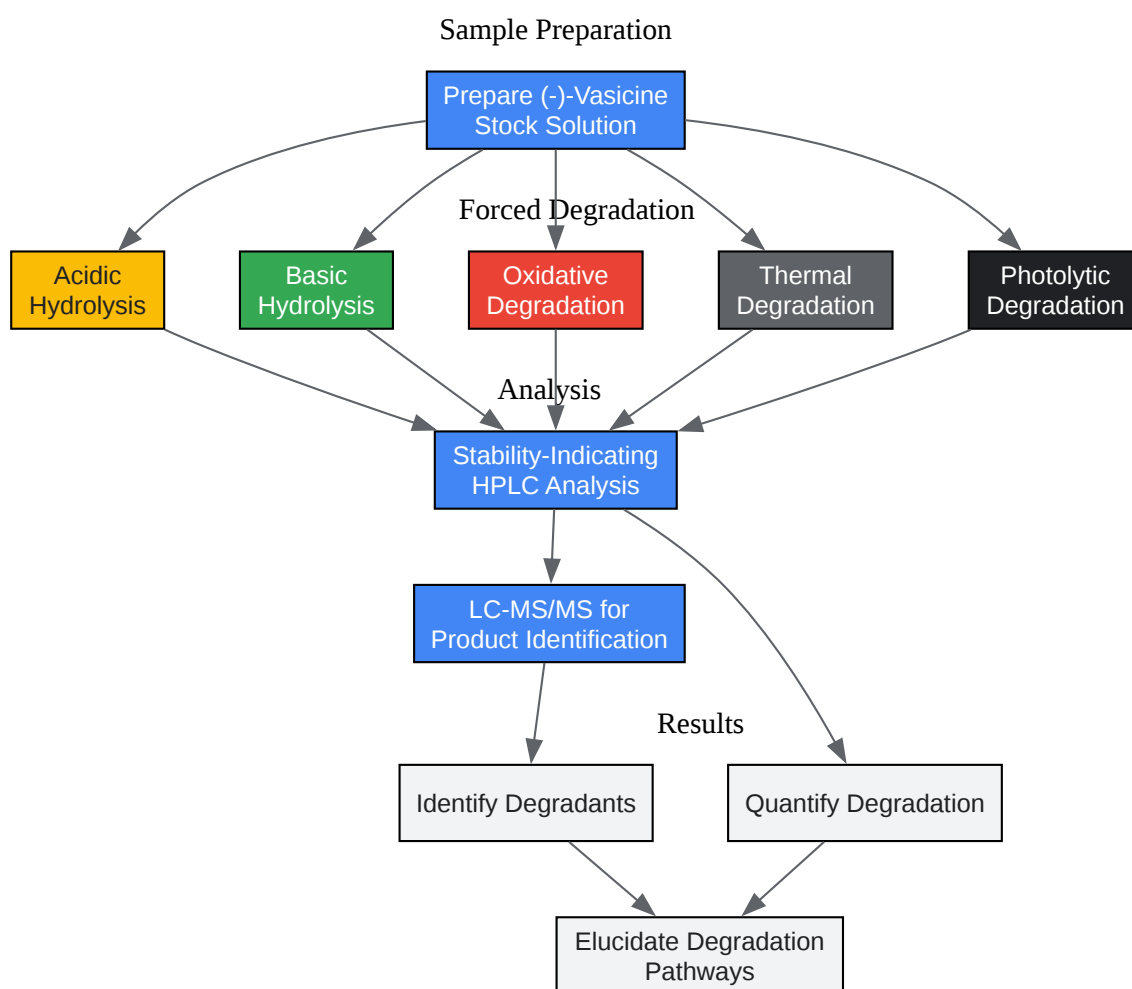 Sample Preparation
Prepare (-)-Vasicine
Stock Solution
Forced Degradation
Acidic
Hydrolysis
Basic
Hydrolysis
Oxidative
Degradation
Thermal
Degradation
Photolytic
Degradation
Analysis
Stability-Indicating
HPLC Analysis
LC-MS/MS for
Product Identification
Results
Identify Degradants
Quantify Degradation
Elucidate Degradation
Pathways